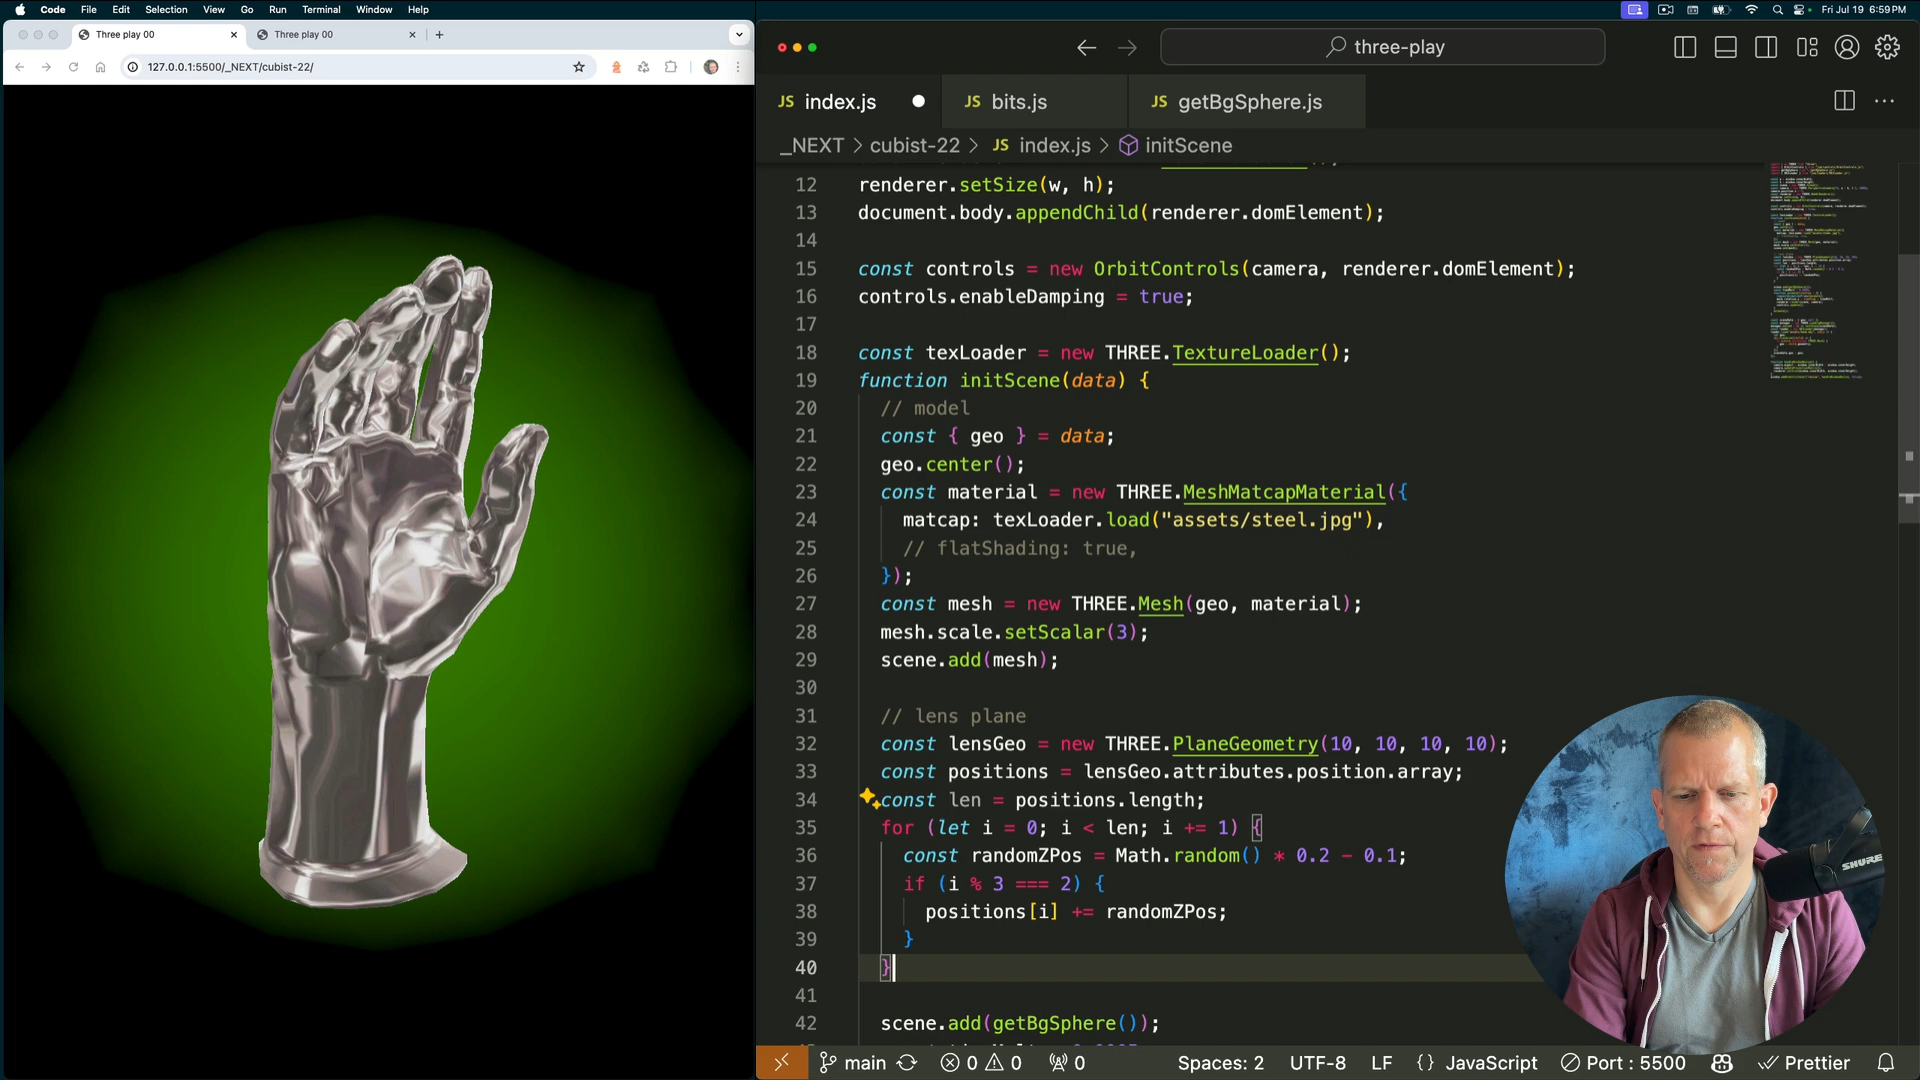 Code File Edit Selection View Go Run Terminal Window Help
Fri Jul 19 6:59 PM
Three play 00
Three play 00
127.0.0.1:5500/_NEXT/cubist-22/
three-play
JS index.js
JS bits.js
JS getBgSphere.js
_NEXT > cubist-22 > JS index.js > initScene
12 renderer.setSize(w, h);
13 document.body.appendChild(renderer.domElement);
14
15 const controls = new OrbitControls(camera, renderer.domElement);
16 controls.enableDamping = true;
17
18 const texLoader = new THREE.TextureLoader();
19 function initScene(data) {
20 // model
21 const { geo } = data;
22 geo.center();
23 const material = new THREE.MeshMatcapMaterial({
24 matcap: texLoader.load("assets/steel.jpg"),
25 // flatShading: true,
26 });
27 const mesh = new THREE.Mesh(geo, material);
28 mesh.scale.setScalar(3);
29 scene.add(mesh);
30
31 // lens plane
32 const lensGeo = new THREE.PlaneGeometry(10, 10, 10, 10);
33 const positions = lensGeo.attributes.position.array;
34 const len = positions.length;
35 for (let i = 0; i < len; i += 1) {
36 const randomZPos = Math.random() * 0.2 - 0.1;
37 if (i % 3 === 2) {
38 positions[i] += randomZPos;
39 }
40 }
41
42 scene.add(getBgSphere());
SHURE
main 0 0 0 Spaces: 2 UTF-8 LF {} JavaScript Port : 5500 Prettier